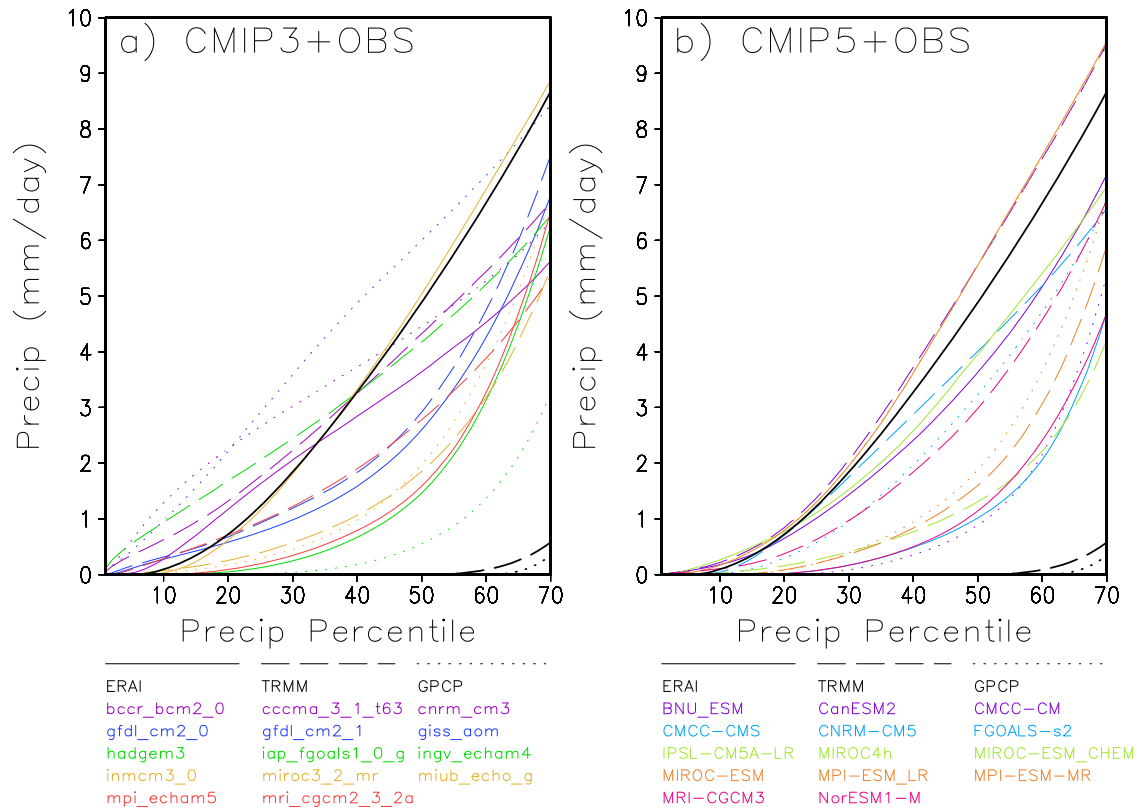 a) CMIP3+OBS
b) CMIP5+OBS
Precip (mm/day)
10
9
8
7
6
5
4
3
2
1
0
10 20 30 40 50 60 70
Precip Percentile
Precip (mm/day)
10
9
8
7
6
5
4
3
2
1
0
10 20 30 40 50 60 70
Precip Percentile
ERAI TRMM GPCP
bccr_bcm2_0 cccma_3_1_t63 cnrm_cm3
gfdl_cm2_0 gfdl_cm2_1 giss_aom
hadgem3 iap_fgoals1_0_g ingv_echam4
inmcm3_0 miroc3_2_mr miub_echo_g
mpi_echam5 mri_cgcm2_3_2a
ERAI TRMM GPCP
BNU_ESM CanESM2 CMCC-CM
CMCC-CMS CNRM-CM5 FGOALS-s2
IPSL-CM5A-LR MIROC4h MIROC-ESM_CHEM
MIROC-ESM MPI-ESM_LR MPI-ESM-MR
MRI-CGCM3 NorESM1-M